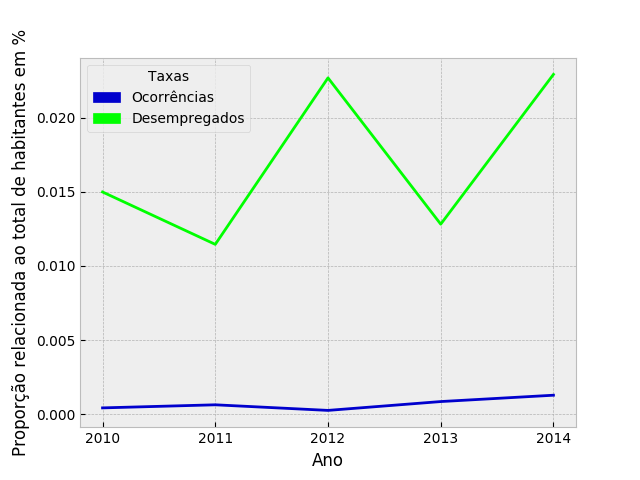 Proporção relacionada ao total de habitantes em %
Taxas
Ocorrências
Desempregados
0.020
0.015
0.010
0.005
0.000
2010 2011 2012 2013 2014
Ano